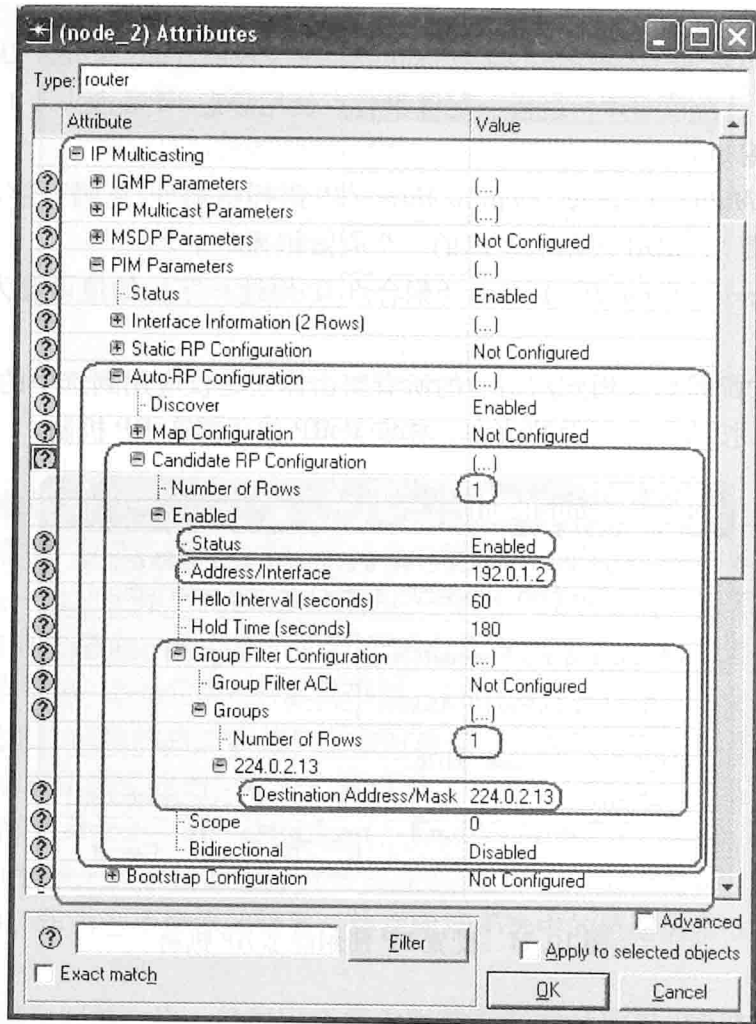 (node_2) Attributes
Type: router
Attribute Value
IP Multicasting
IGMP Parameters (...)
IP Multicast Parameters (...)
MSDP Parameters Not Configured
PIM Parameters (...)
Status Enabled
Interface Information (2 Rows) (...)
Static RP Configuration Not Configured
Auto-RP Configuration (...)
Discover Enabled
Map Configuration Not Configured
Candidate RP Configuration (...)
Number of Rows 1
Enabled
Status Enabled
Address/Interface 192.0.1.2
Hello Interval (seconds) 60
Hold Time (seconds) 180
Group Filter Configuration (...)
Group Filter ACL Not Configured
Groups (...)
Number of Rows 1
224.0.2.13
Destination Address/Mask 224.0.2.13
Scope 0
Bidirectional Disabled
Bootstrap Configuration Not Configured
Advanced
Filter
Apply to selected objects
Exact match
OK Cancel